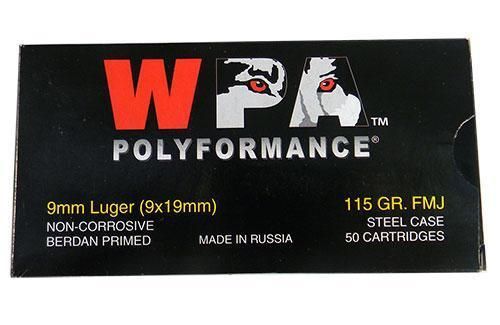 WPA™
POLYFORMANCE®
9mm Luger (9x19mm)
115 GR. FMJ
NON-CORROSIVE
STEEL CASE
BERDAN PRIMED
MADE IN RUSSIA
50 CARTRIDGES